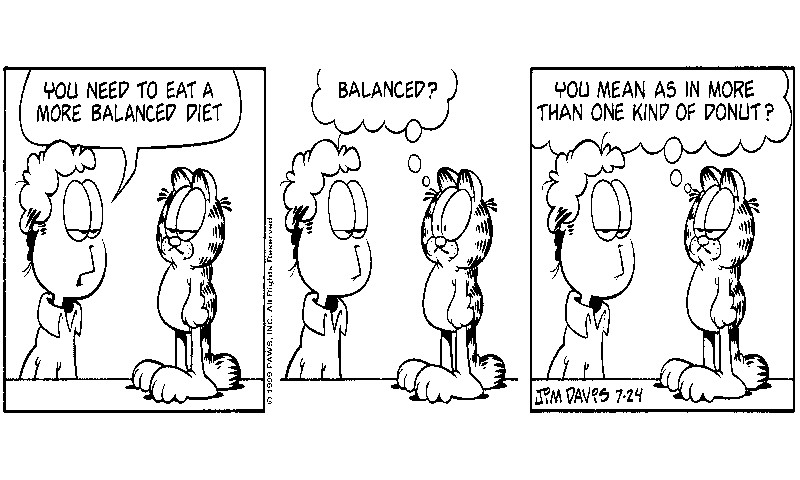 YOU NEED TO EAT A
MORE BALANCED DIET
© 1999 PAWS, INC. All Rights Reserved
BALANCED?
YOU MEAN AS IN MORE
THAN ONE KIND OF DONUT?
JIM DAVIS 7-24